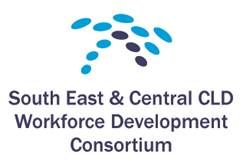 South East & Central CLD
Workforce Development
Consortium